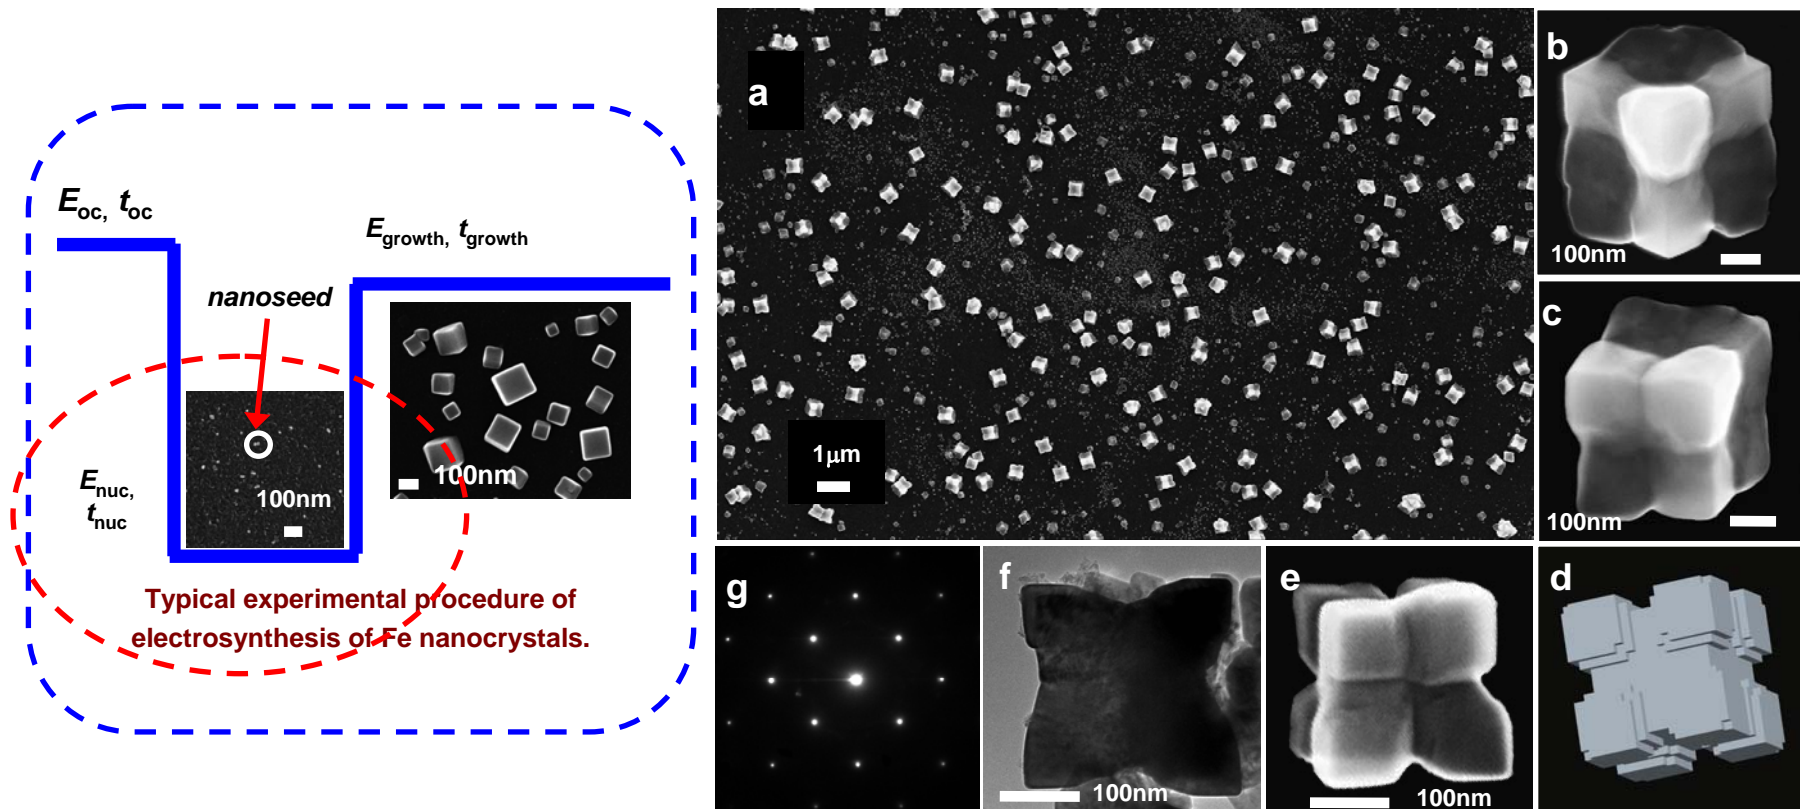 E_oc, t_oc
E_growth, t_growth
nanoseed
100nm
100nm
E_nuc,
t_nuc
Typical experimental procedure of
electrosynthesis of Fe nanocrystals.
a
1μm
b
100nm
c
100nm
g
f
100nm
e
100nm
d